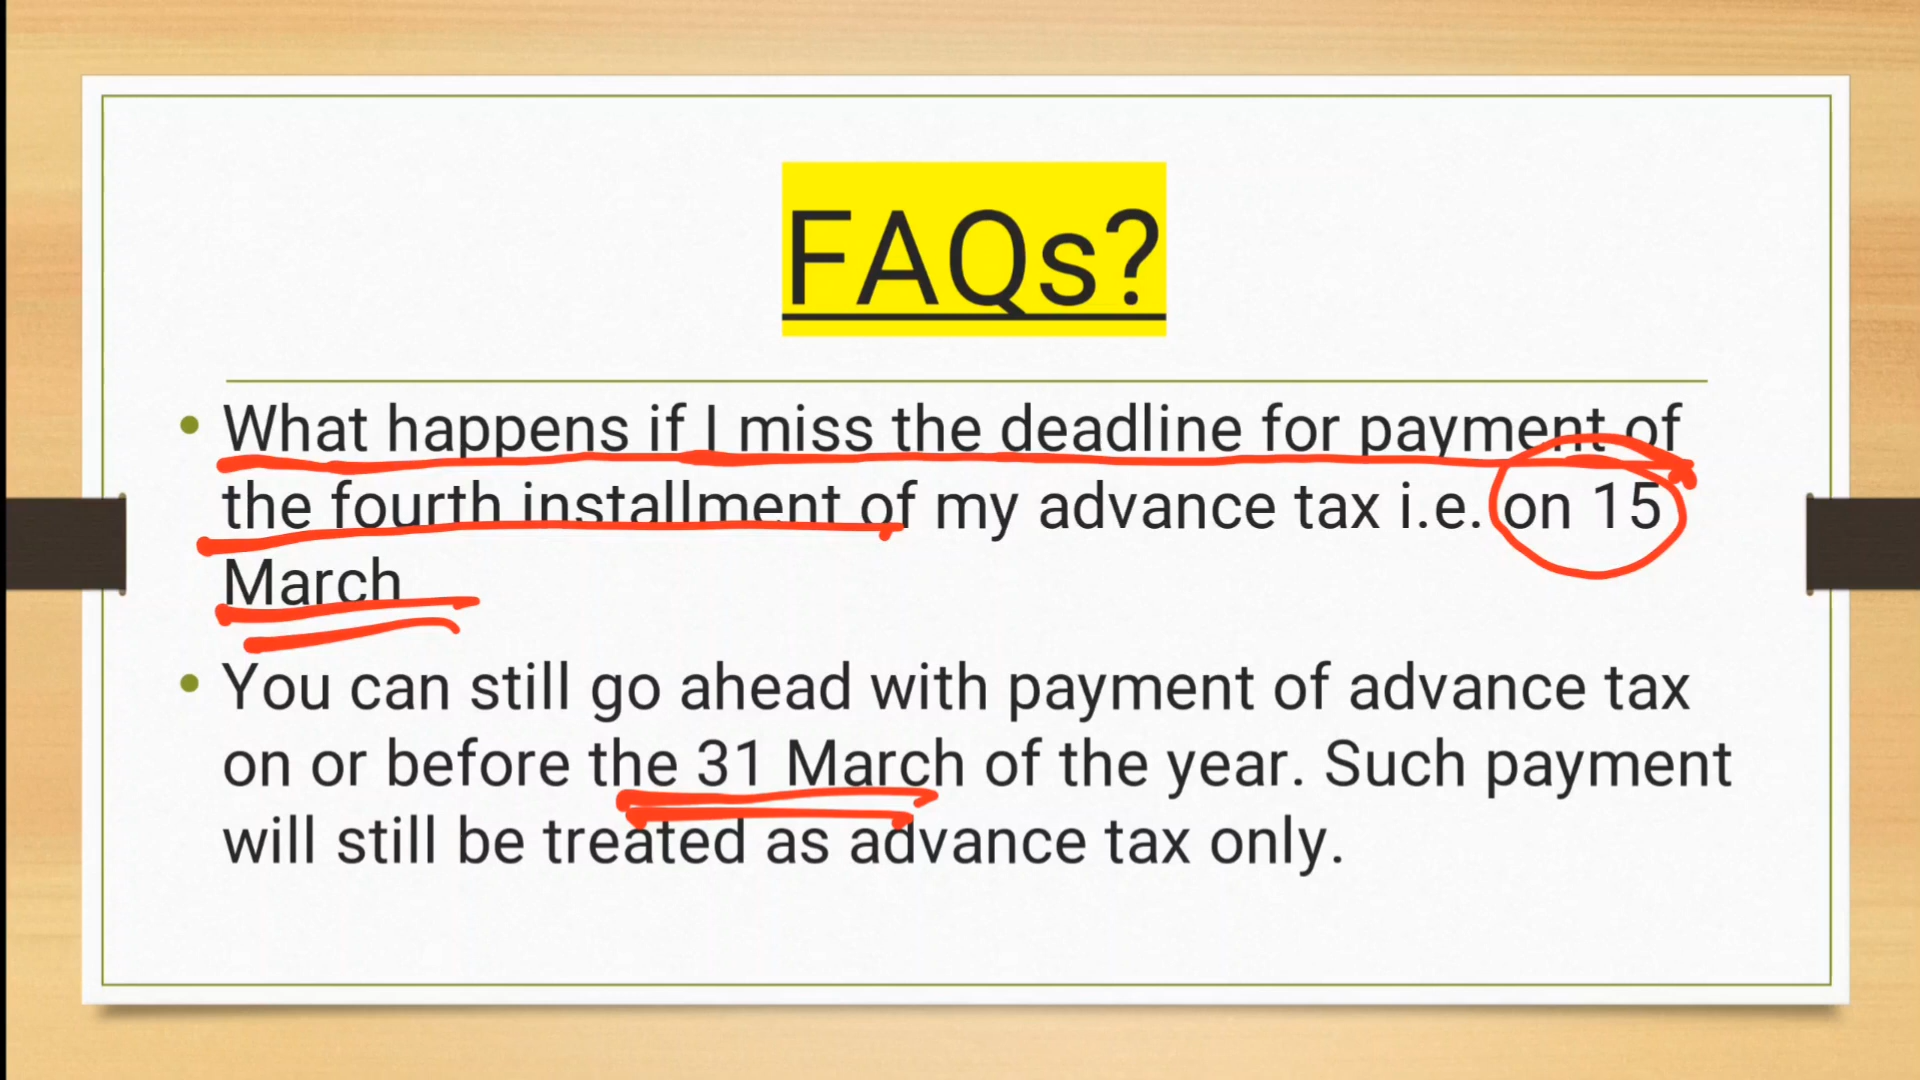 FAQs?
What happens if I miss the deadline for payment of
the fourth installment of my advance tax i.e. on 15
March
You can still go ahead with payment of advance tax
on or before the 31 March of the year. Such payment
will still be treated as advance tax only.